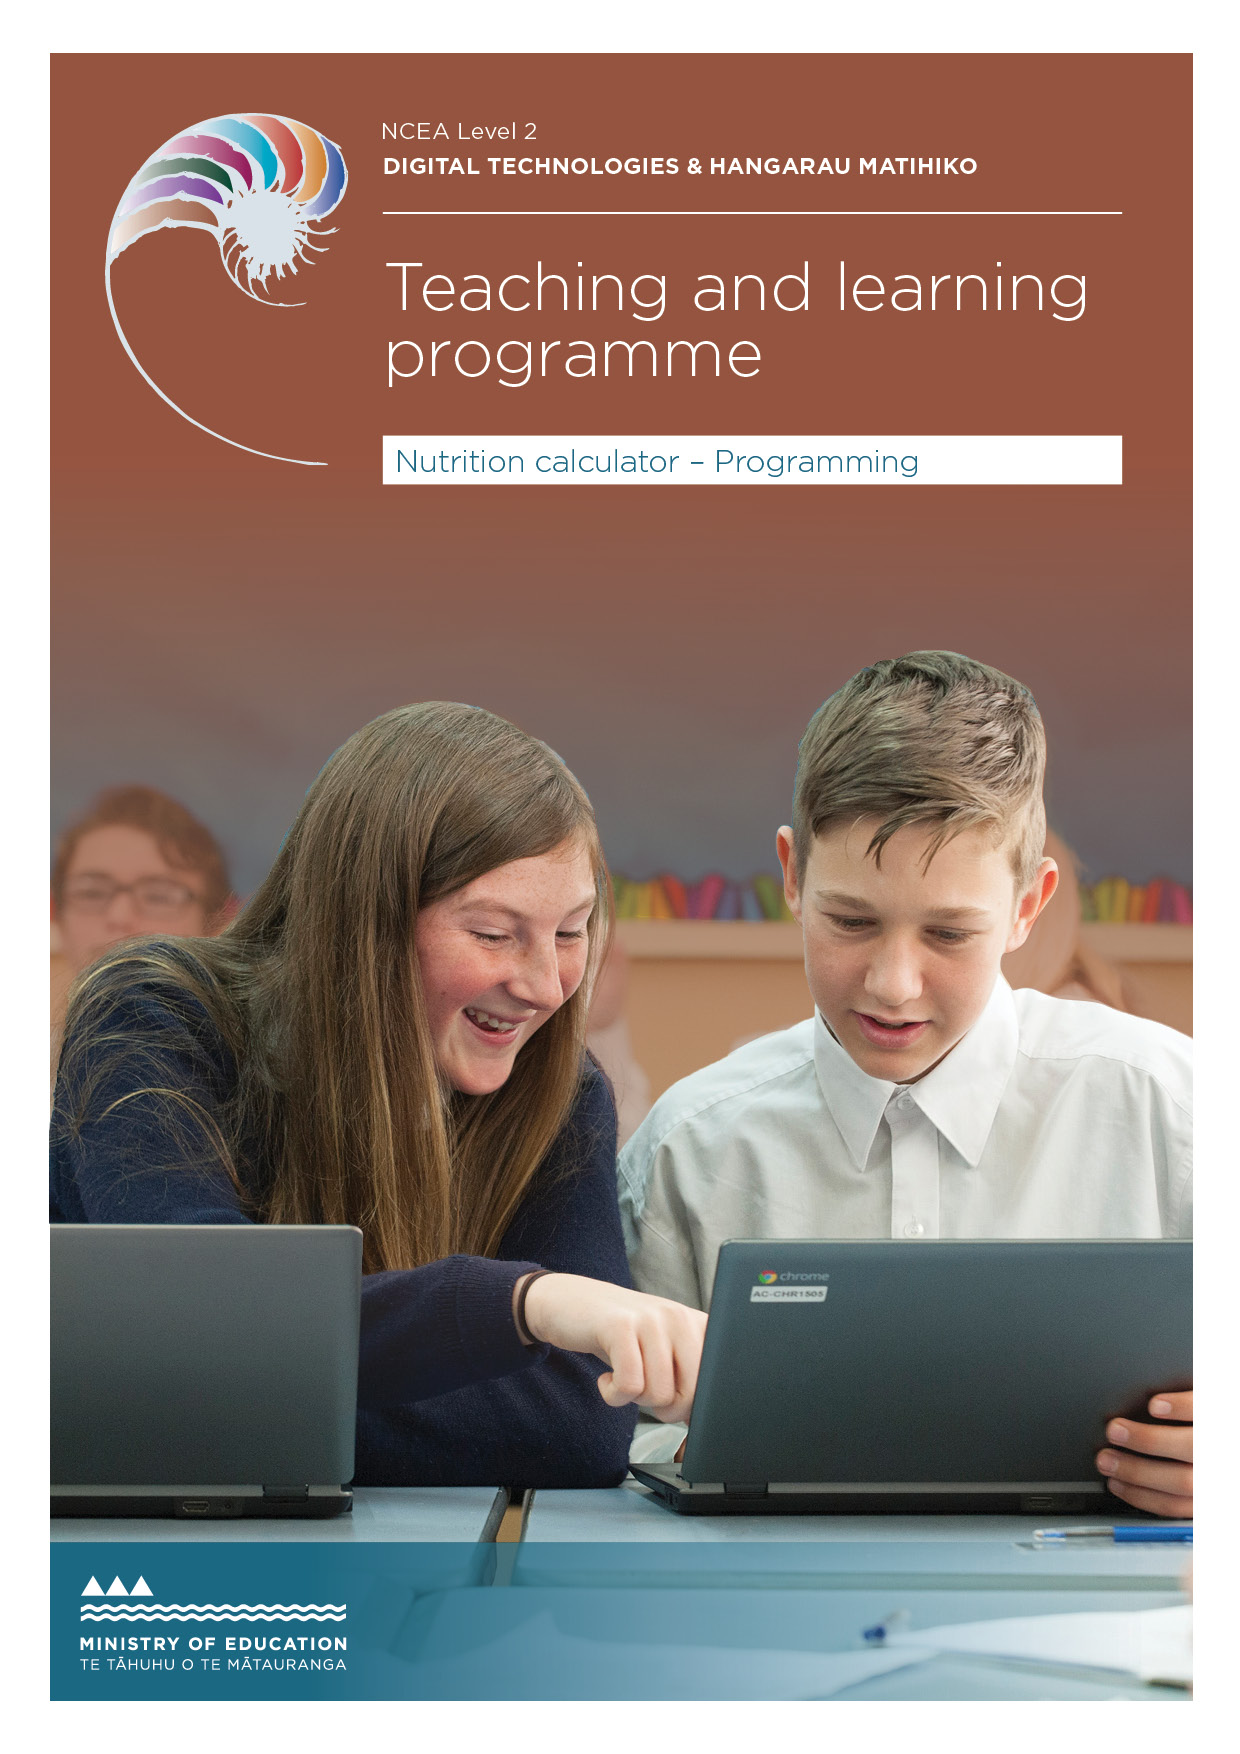 NCEA Level 2
DIGITAL TECHNOLOGIES & HANGARAU MATIHIKO
Teaching and learning
programme
Nutrition calculator – Programming
chrome
AC-CHR1505
MINISTRY OF EDUCATION
TE TĀHUHU O TE MĀTAURANGA